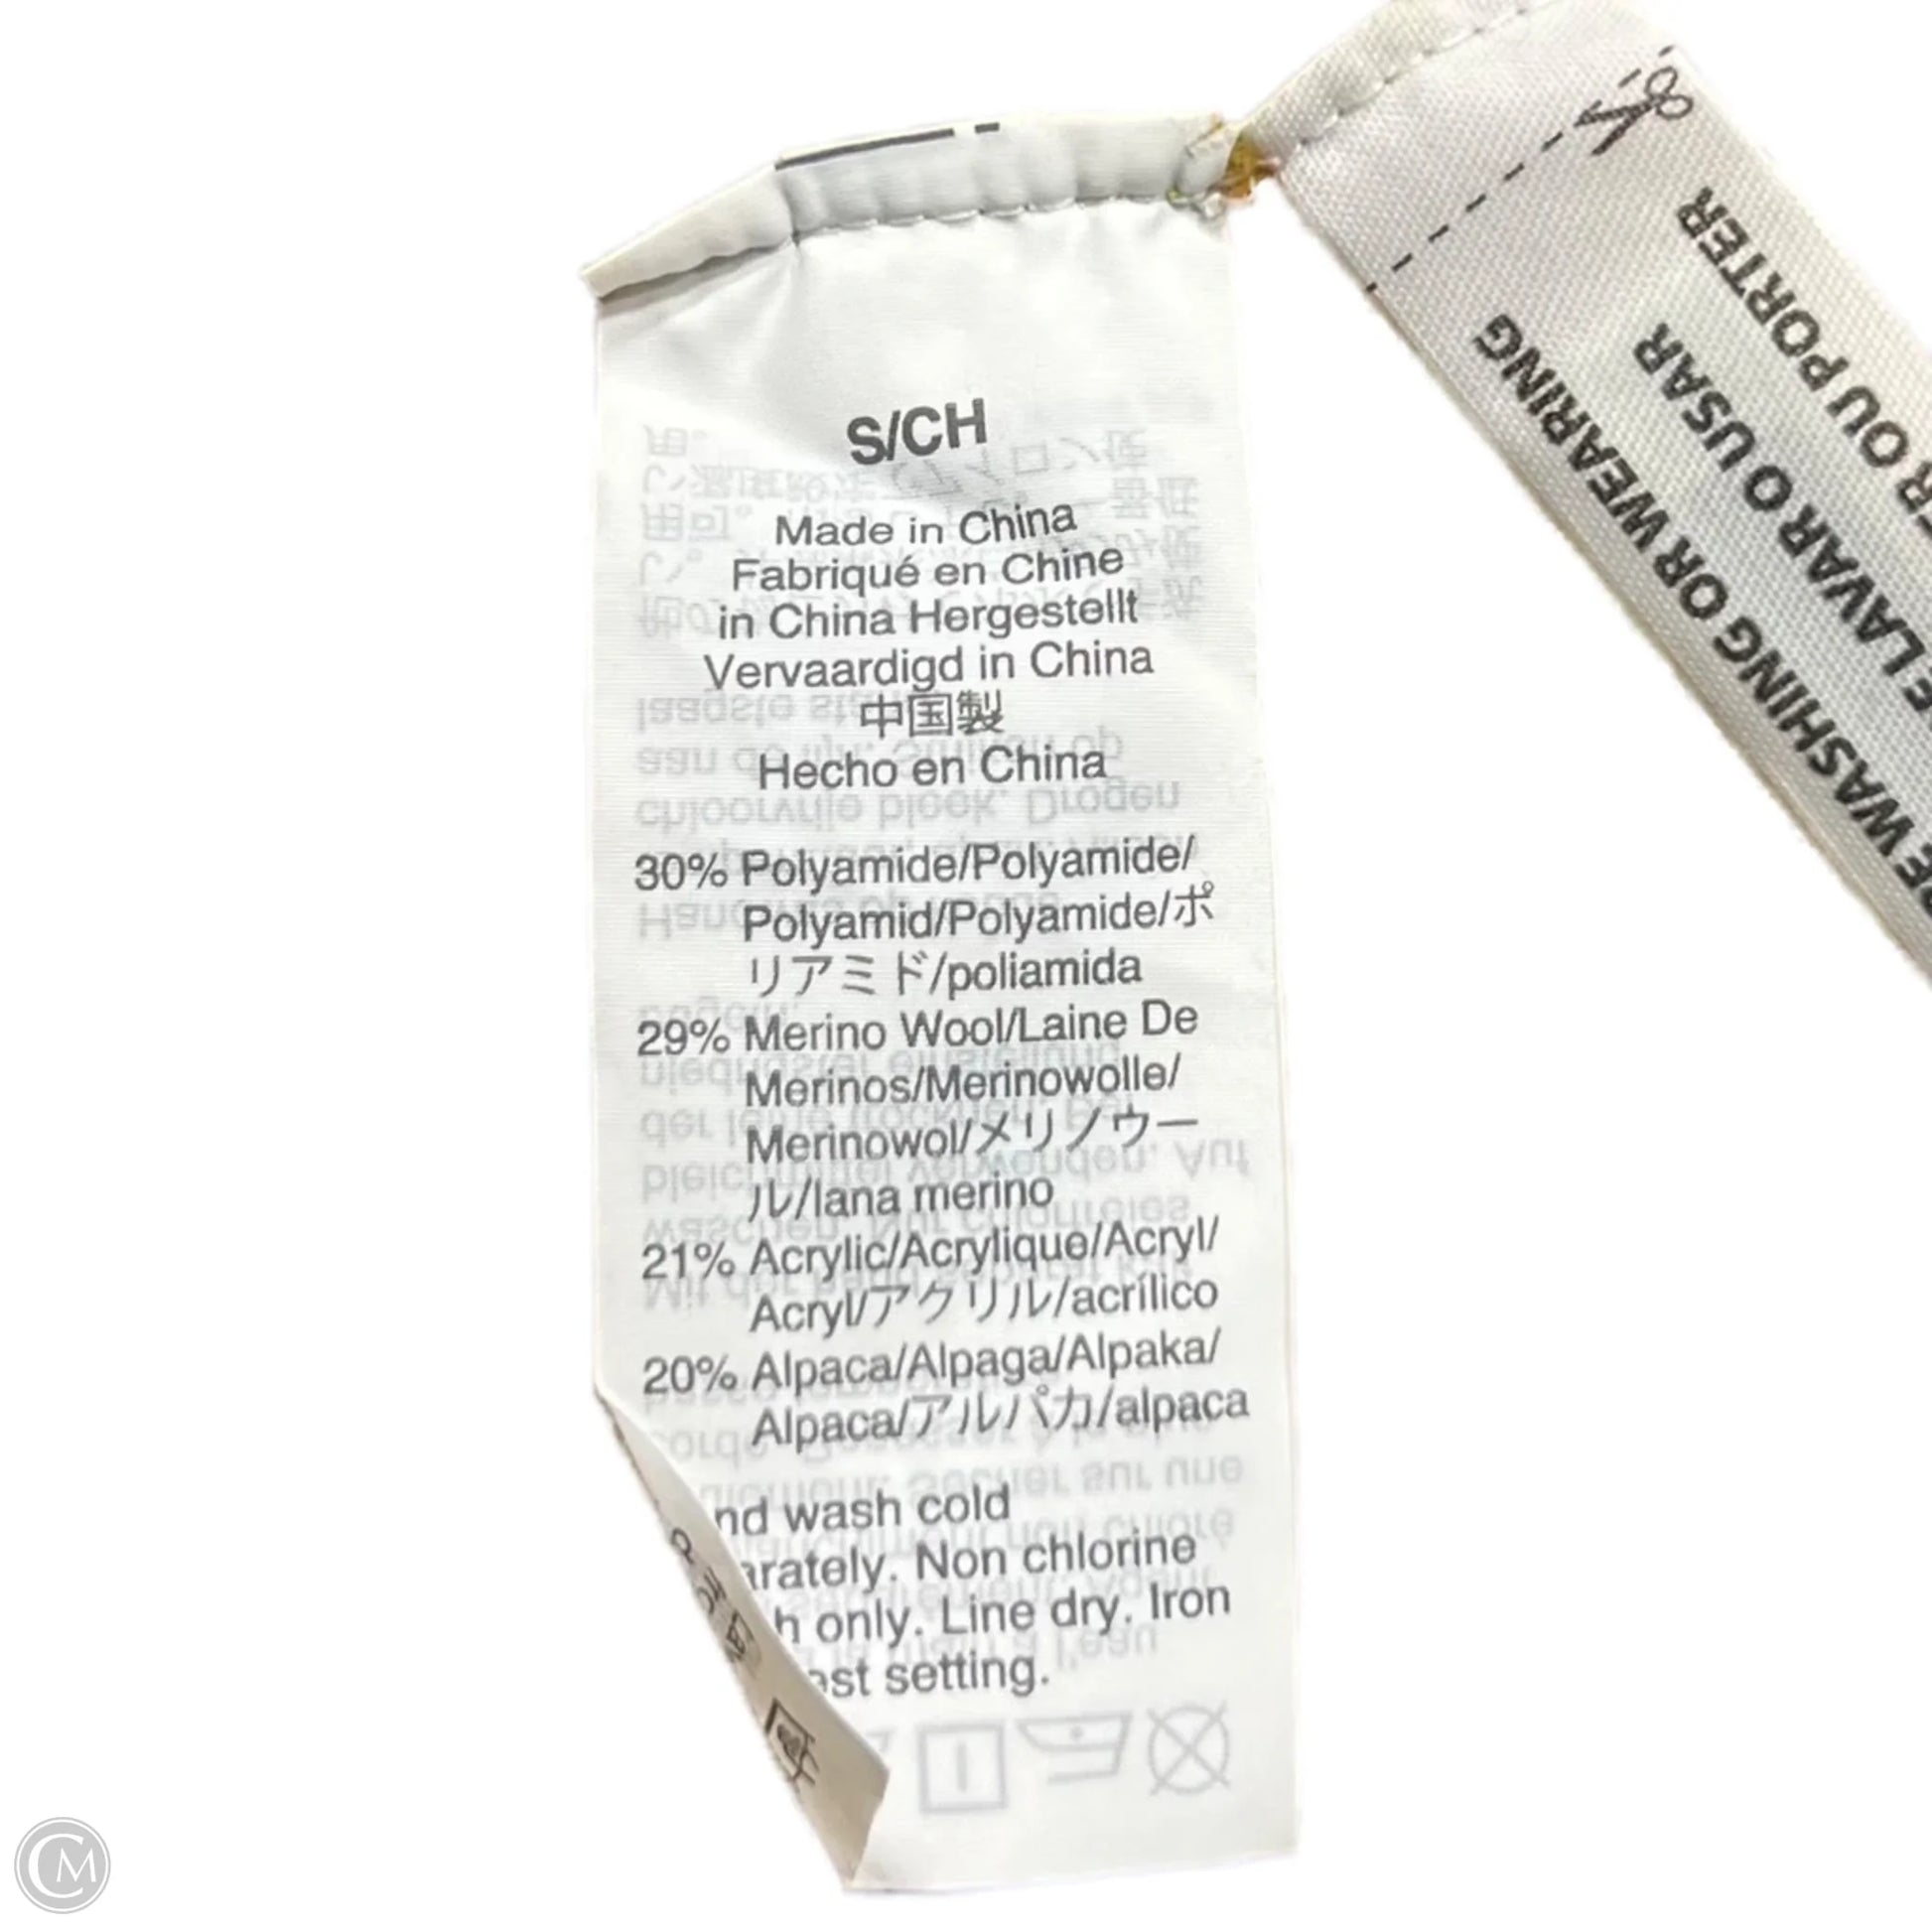 S/CH
Made in China
Fabriqué en Chine
in China Hergestellt
Vervaardigd in China
中国製
Hecho en China
30% Polyamide/Polyamide/
Polyamid/Polyamide/ポ
リアミド/poliamida
29% Merino Wool/Laine De
Merinos/Merinowolle/
Merinowol/メリノウー
ル/lana merino
21% Acrylic/Acrylique/Acryl/
Acryl/アクリル/acrílico
20% Alpaca/Alpaga/Alpaka/
Alpaca/アルパカ/alpaca
wash cold
Non chlorine
only. Line dry. Iron
setting.
WASHING OR WEARING
LAVAR O USAR
OU PORTER
CM